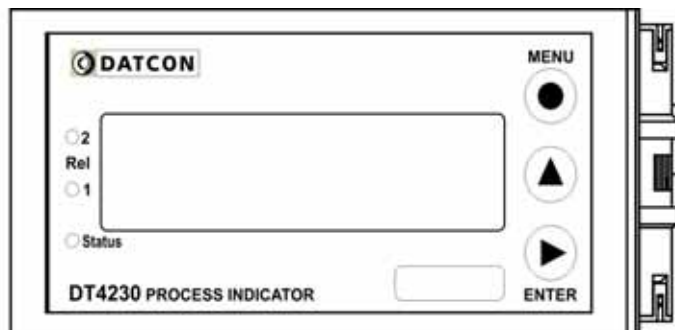 DATCON
MENU
2
Rel
1
Status
DT4230 PROCESS INDICATOR
ENTER